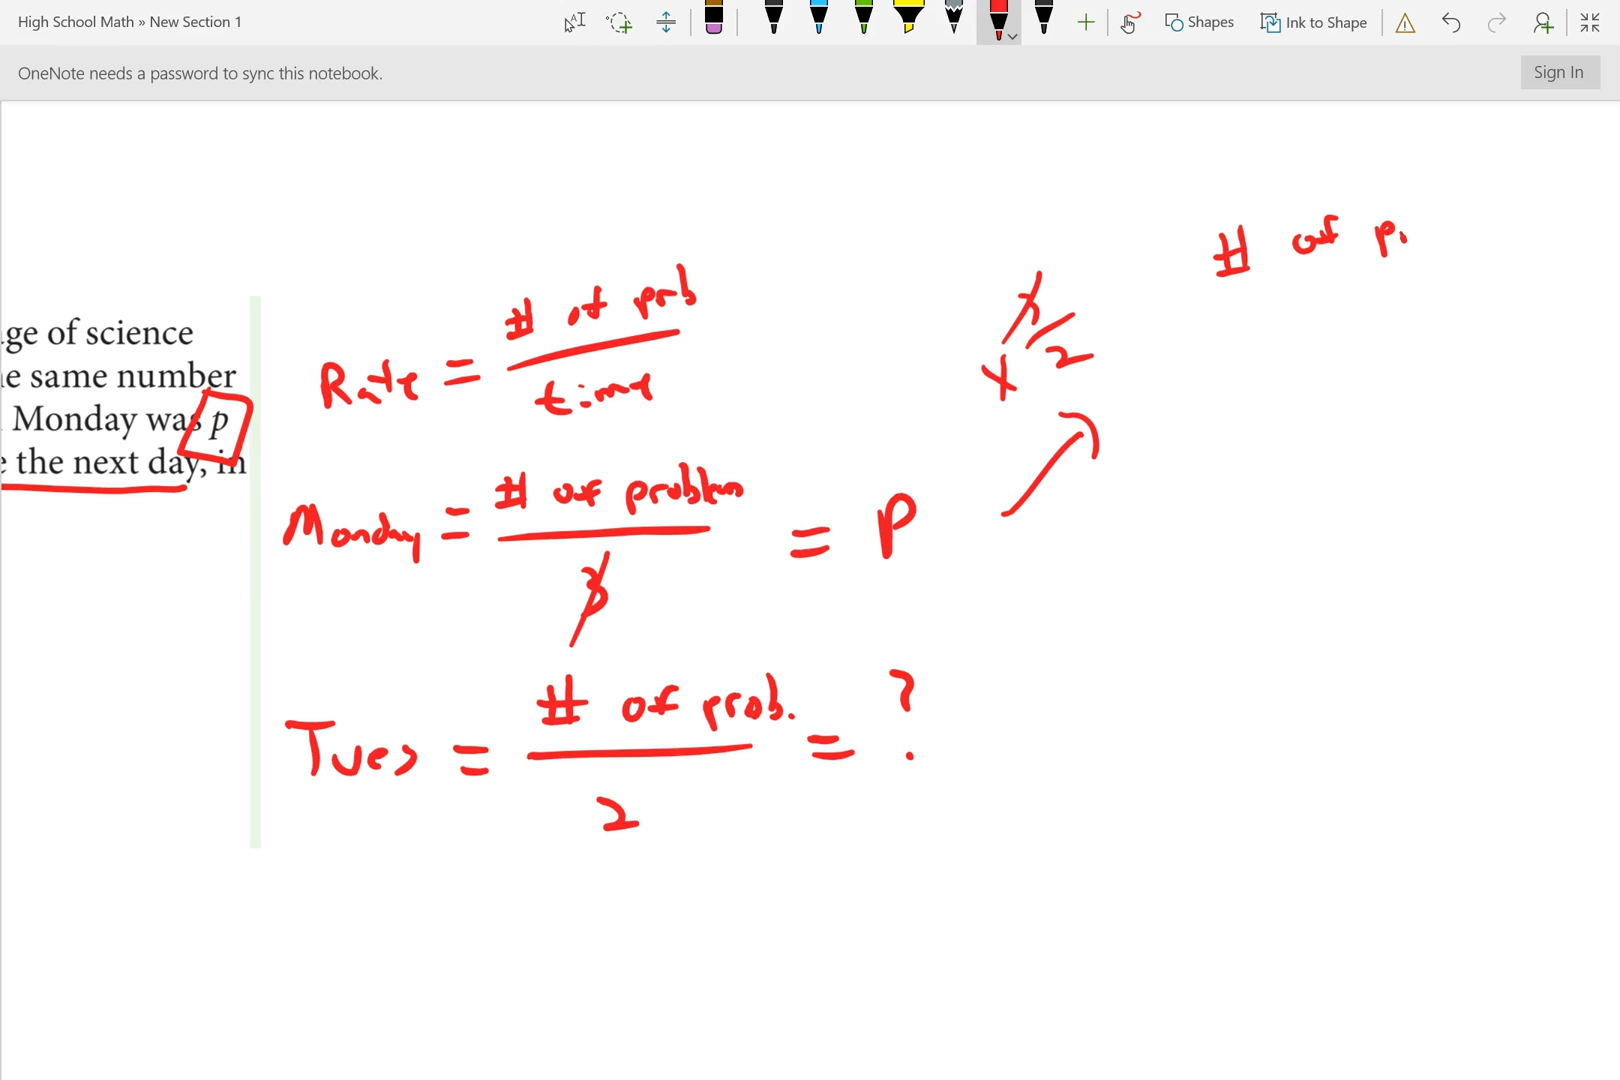 High School Math » New Section 1
Shapes
Ink to Shape
OneNote needs a password to sync this notebook.
Sign In
# of p.
ge of science
e same number
Monday was p
e the next day, in
Rate = # of prb
time
2
Monday = # of problem = P
3
Tues = # of prob. = ?
2